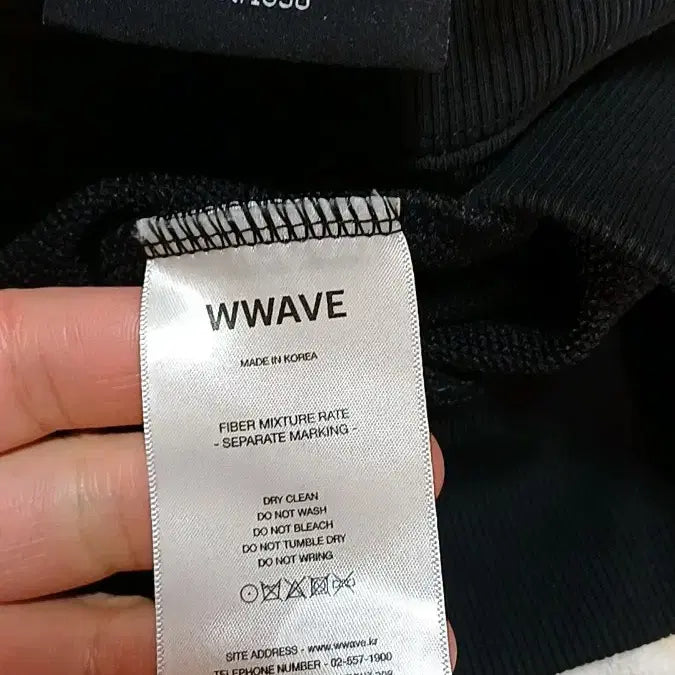 WWAVE
MADE IN KOREA
FIBER MIXTURE RATE
- SEPARATE MARKING -
DRY CLEAN
DO NOT WASH
DO NOT BLEACH
DO NOT TUMBLE DRY
DO NOT WRING
SITE ADDRESS - www.wwave.kr
TELEPHONE NUMBER - 02-557-1900